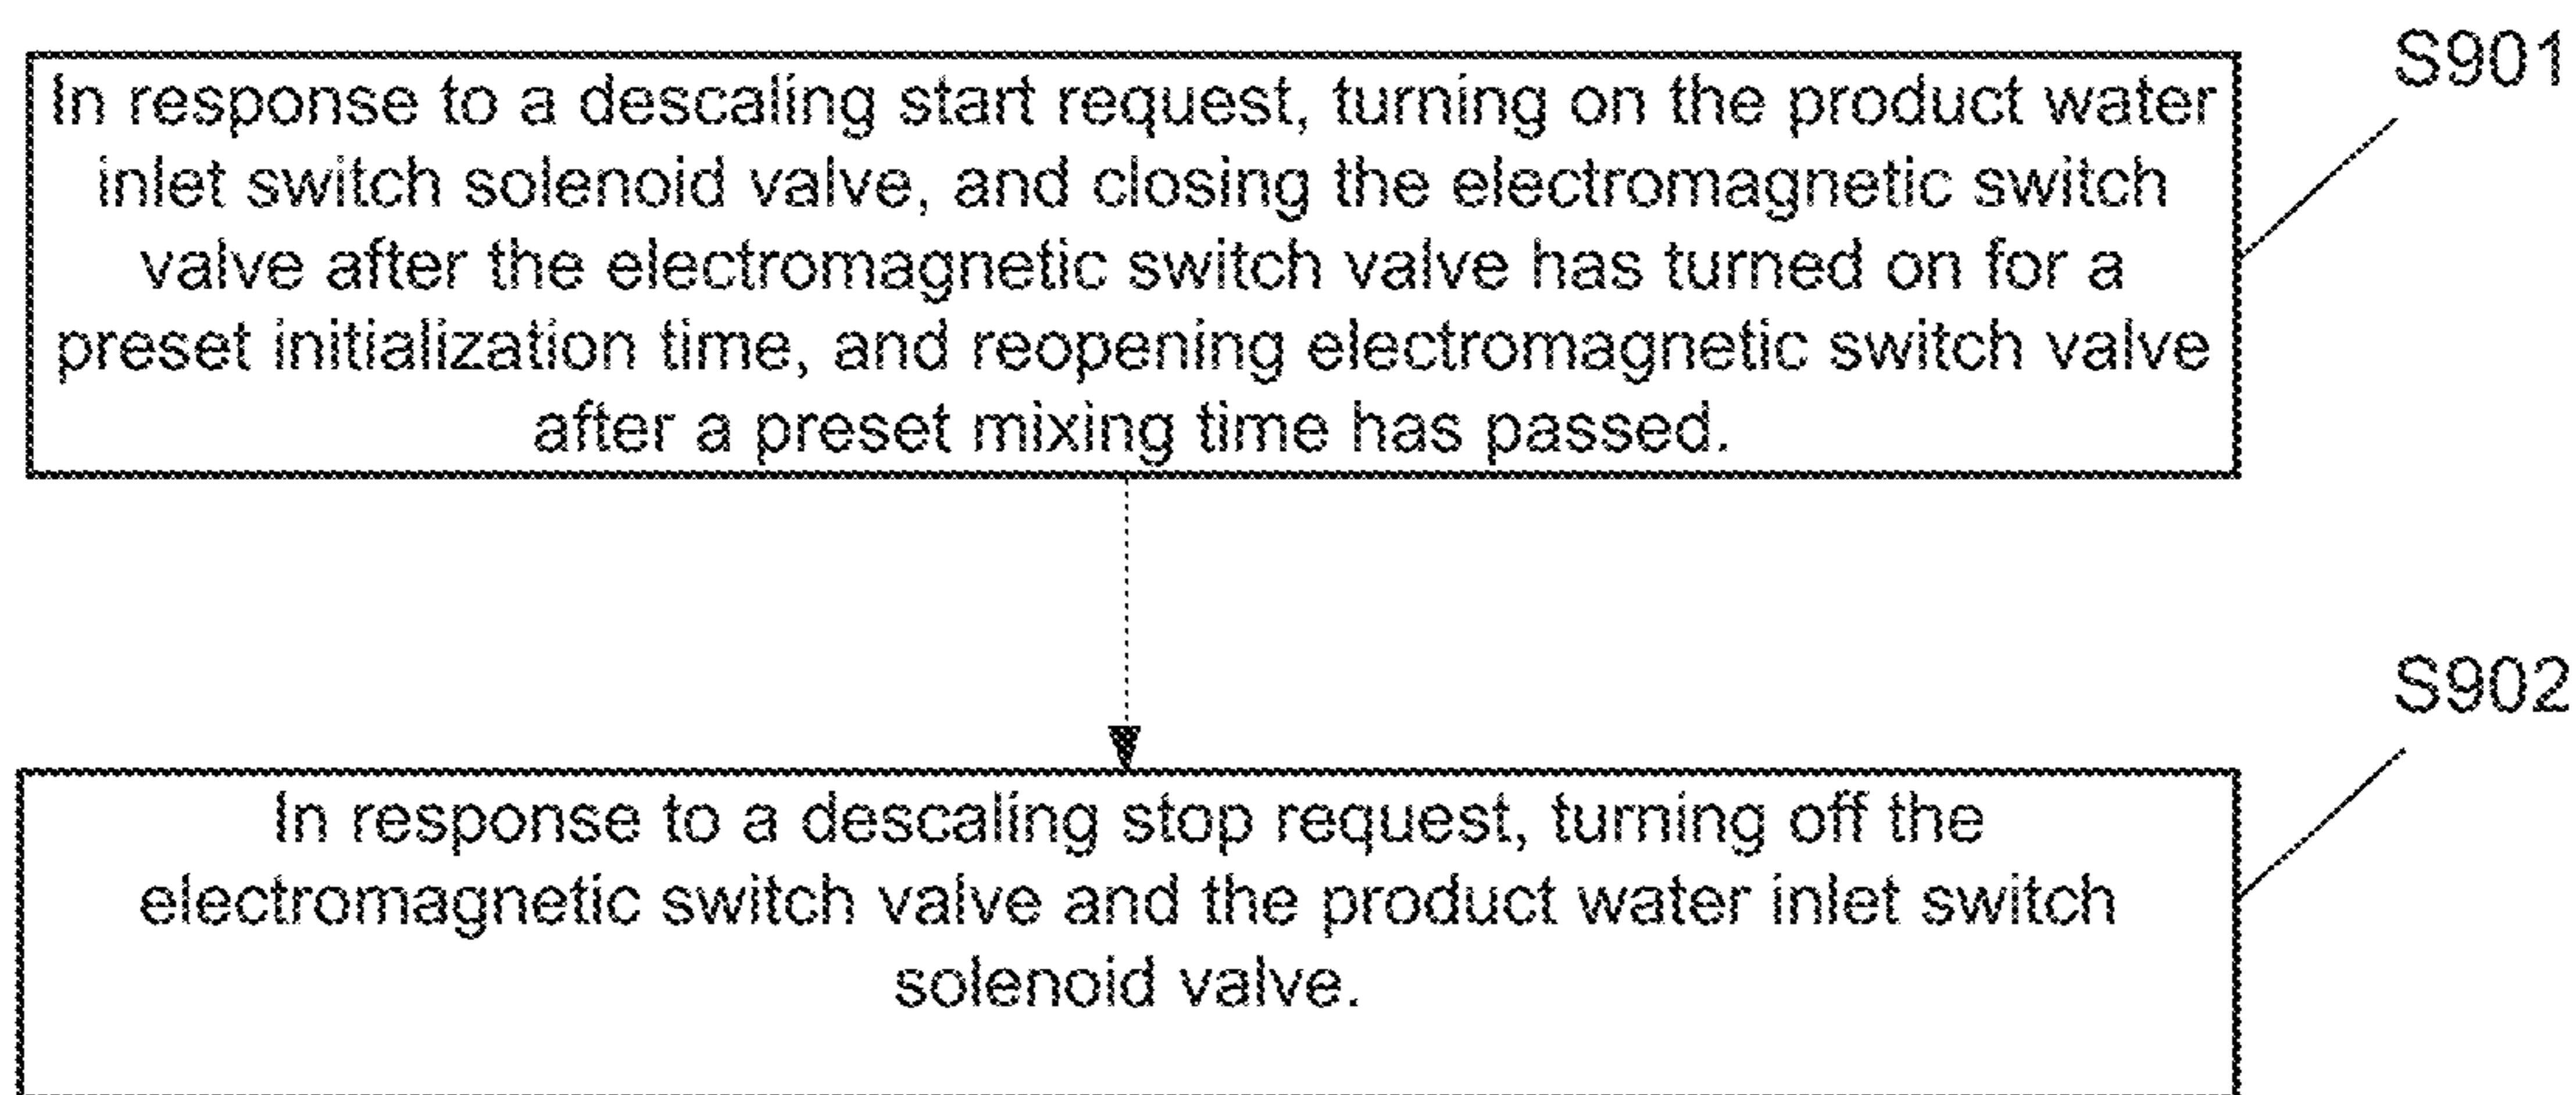 S901
In response to a descaling start request, turning on the product water
inlet switch solenoid valve, and closing the electromagnetic switch
valve after the electromagnetic switch valve has turned on for a
preset initialization time, and reopening electromagnetic switch valve
after a preset mixing time has passed.
S902
In response to a descaling stop request, turning off the
electromagnetic switch valve and the product water inlet switch
solenoid valve.